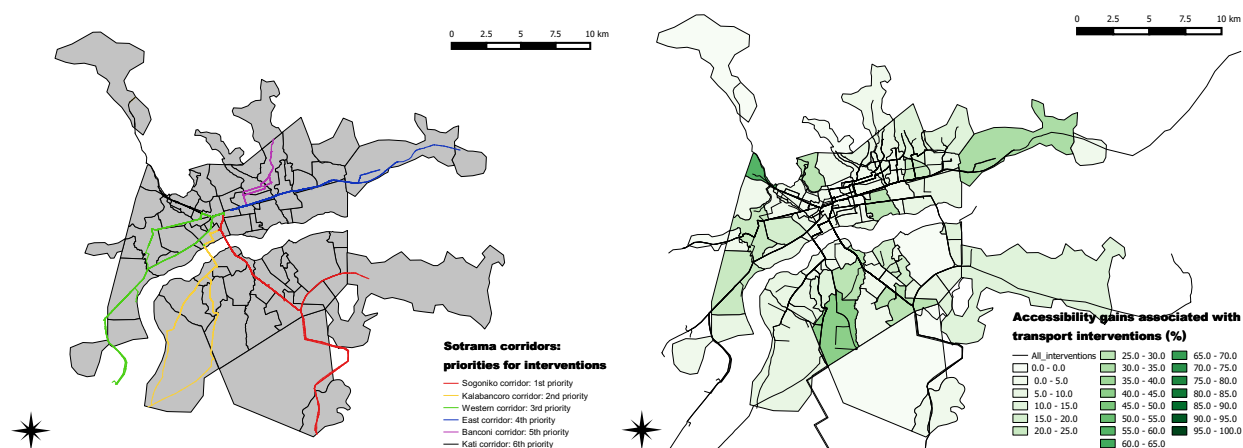 0 2.5 5 7.5 10 km
Sotrama corridors:
priorities for interventions
Sogoniko corridor: 1st priority
Kalabancoro corridor: 2nd priority
Western corridor: 3rd priority
East corridor: 4th priority
Banconi corridor: 5th priority
Kati corridor: 6th priority
0 2.5 5 7.5 10 km
Accessibility gains associated with
transport interventions (%)
All_interventions
0.0 - 0.0
0.0 - 5.0
5.0 - 10.0
10.0 - 15.0
15.0 - 20.0
20.0 - 25.0
25.0 - 30.0
30.0 - 35.0
35.0 - 40.0
40.0 - 45.0
45.0 - 50.0
50.0 - 55.0
55.0 - 60.0
60.0 - 65.0
65.0 - 70.0
70.0 - 75.0
75.0 - 80.0
80.0 - 85.0
85.0 - 90.0
90.0 - 95.0
95.0 - 100.0